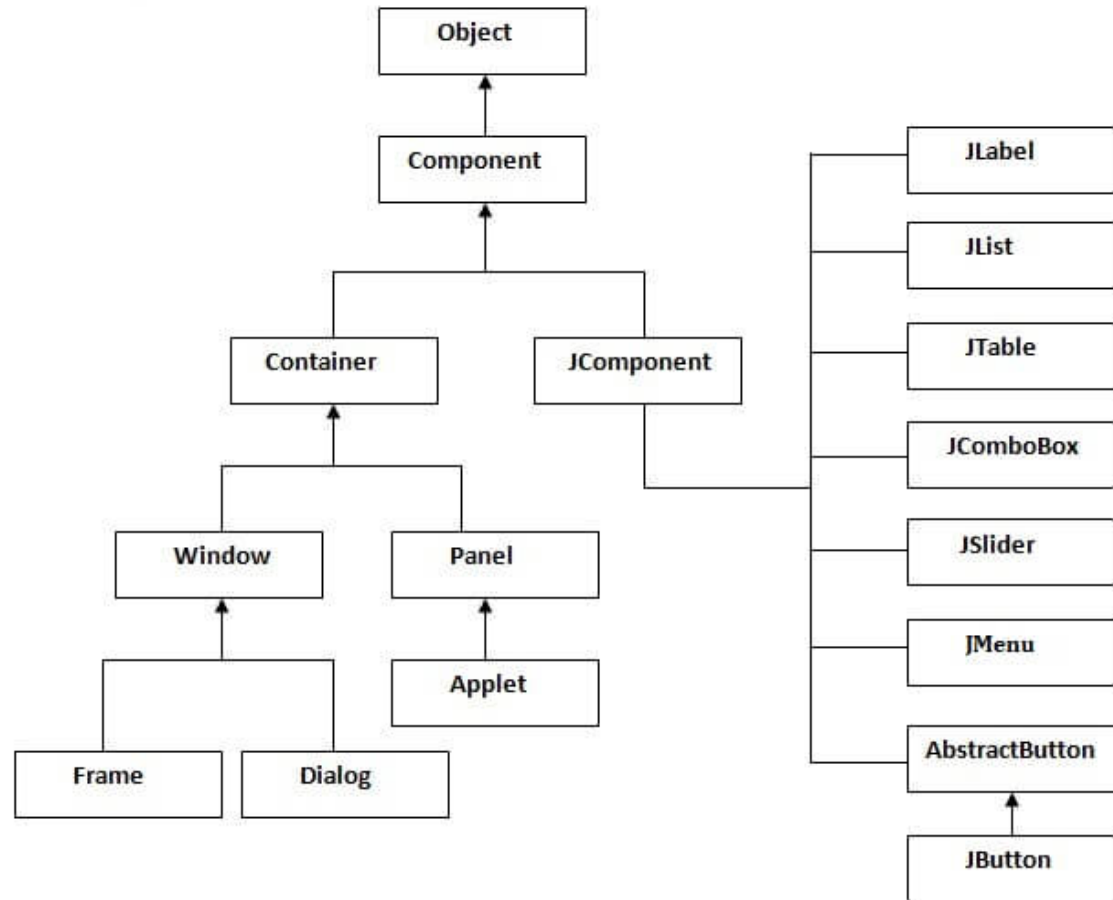 Object
Component
Container
JComponent
Window
Panel
Applet
Frame
Dialog
JLabel
JList
JTable
JComboBox
JSlider
JMenu
AbstractButton
JButton